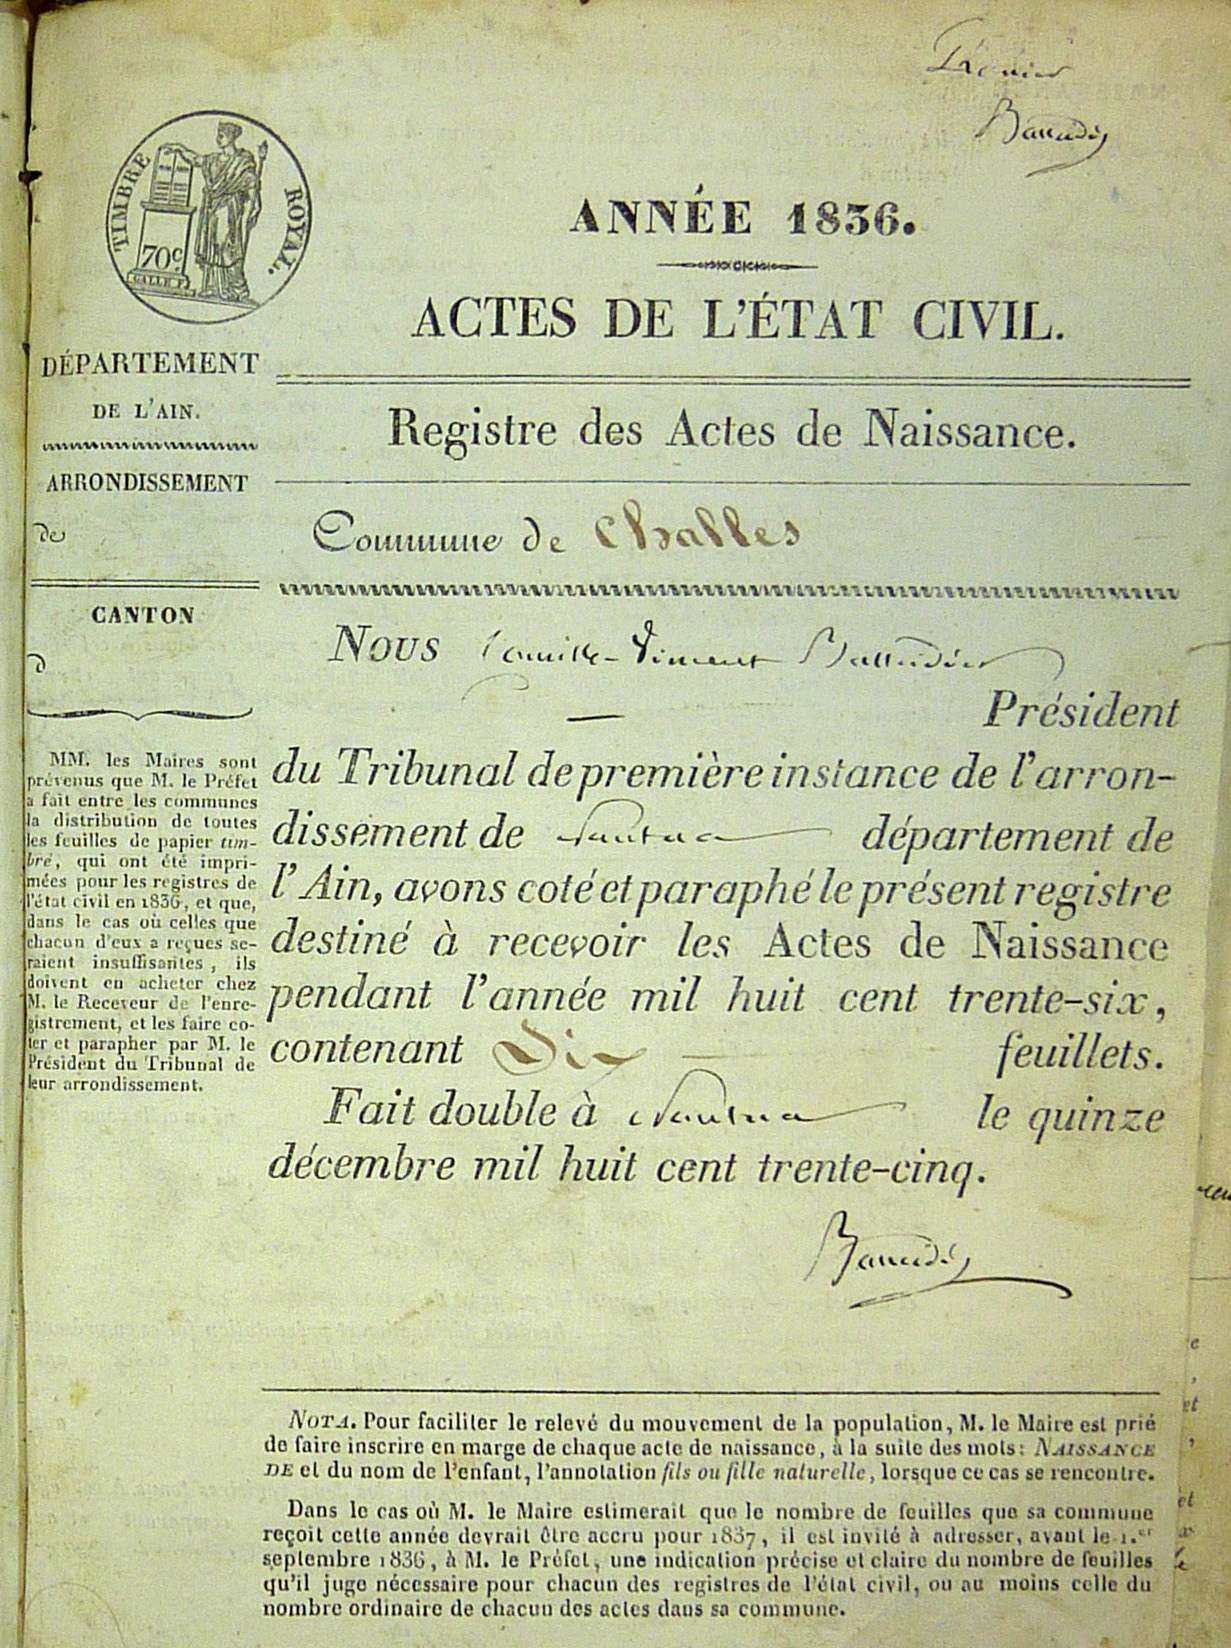 Premier
TIMBRE ROYAL.
70c.
GALLE F.
ANNÉE 1836.
ACTES DE L'ÉTAT CIVIL.
DÉPARTEMENT
DE L'AIN.
Registre des Actes de Naissance.
ARRONDISSEMENT
de
Commune de Challes
CANTON
d
Nous Camille-Vincent
Président
du Tribunal de première instance de l'arron-
dissement de Nantua département de
l'Ain, avons coté et paraphé le présent registre
destiné à recevoir les Actes de Naissance
pendant l'année mil huit cent trente-six,
contenant Dix feuillets.
Fait double à Nantua le quinze
décembre mil huit cent trente-cinq.
MM. les Maires sont
prévenus que M. le Préfet
a fait entre les communes
la distribution de toutes
les feuilles de papier tim-
bré, qui ont été impri-
mées pour les registres de
l'état civil en 1836, et que,
dans le cas où celles que
chacun d'eux a reçues se-
raient insuffisantes, ils
doivent en acheter chez
M. le Receveur de l'enre-
gistrement, et les faire co-
ter et parapher par M. le
Président du Tribunal de
leur arrondissement.
NOTA. Pour faciliter le relevé du mouvement de la population, M. le Maire est prié
de faire inscrire en marge de chaque acte de naissance, à la suite des mots: NAISSANCE
DE et du nom de l'enfant, l'annotation fils ou fille naturelle, lorsque ce cas se rencontre.
Dans le cas où M. le Maire estimerait que le nombre de feuilles que sa commune
reçoit cette année devrait être accru pour 1837, il est invité à adresser, avant le 1.er
septembre 1836, à M. le Préfet, une indication précise et claire du nombre de feuilles
qu'il juge nécessaire pour chacun des registres de l'état civil, ou au moins celle du
nombre ordinaire de chacun des actes dans sa commune.